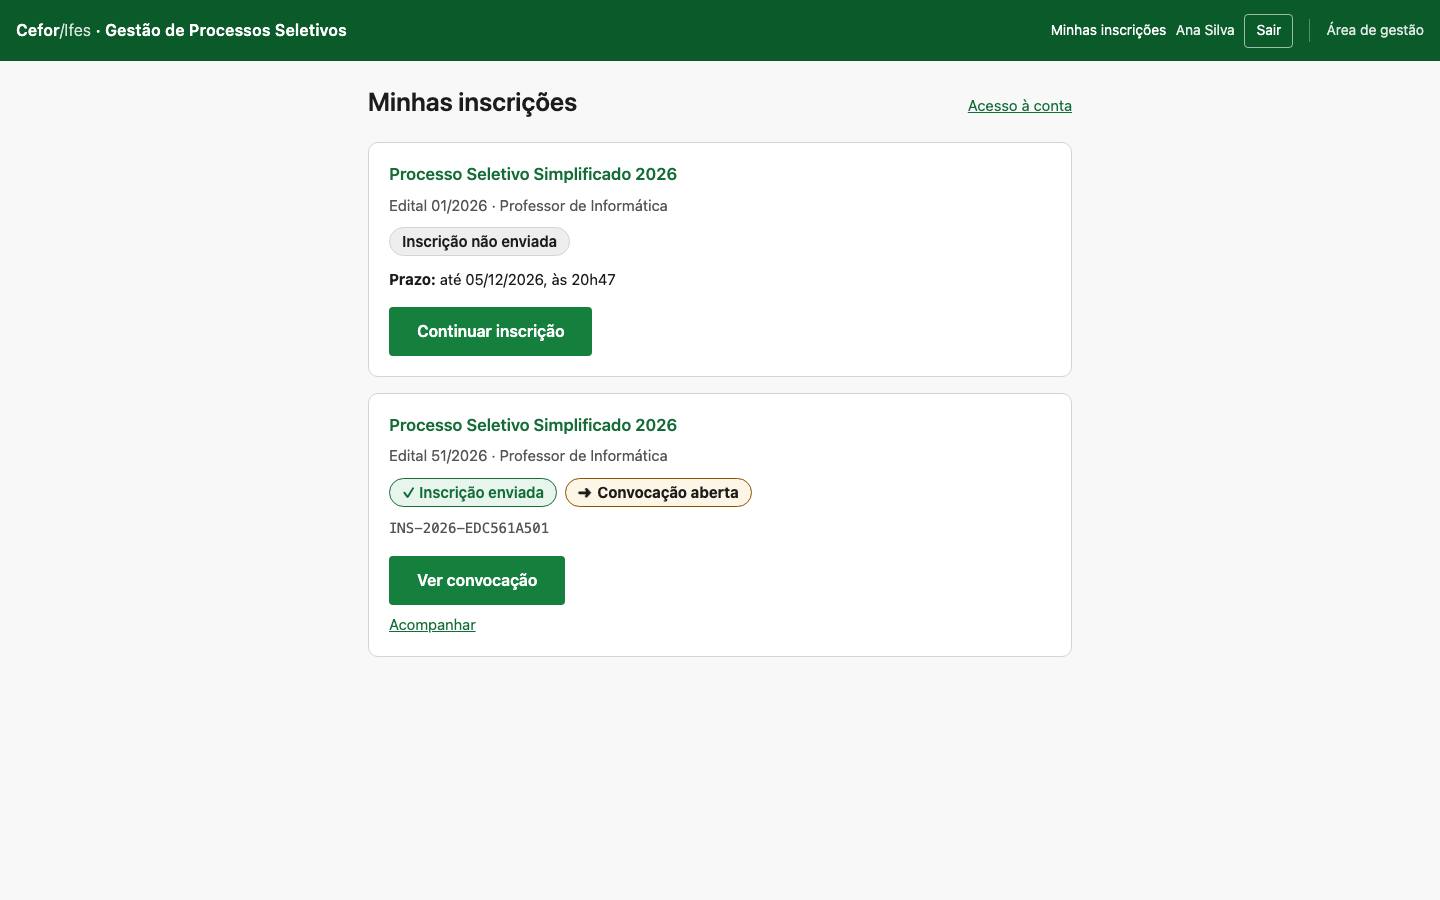 Cefor/Ifes · Gestão de Processos Seletivos
Minhas inscrições Ana Silva Sair Área de gestão
Minhas inscrições
Acesso à conta
Processo Seletivo Simplificado 2026
Edital 01/2026 · Professor de Informática
Inscrição não enviada
Prazo: até 05/12/2026, às 20h47
Continuar inscrição
Processo Seletivo Simplificado 2026
Edital 51/2026 · Professor de Informática
✓ Inscrição enviada ➜ Convocação aberta
INS-2026-EDC561A501
Ver convocação
Acompanhar